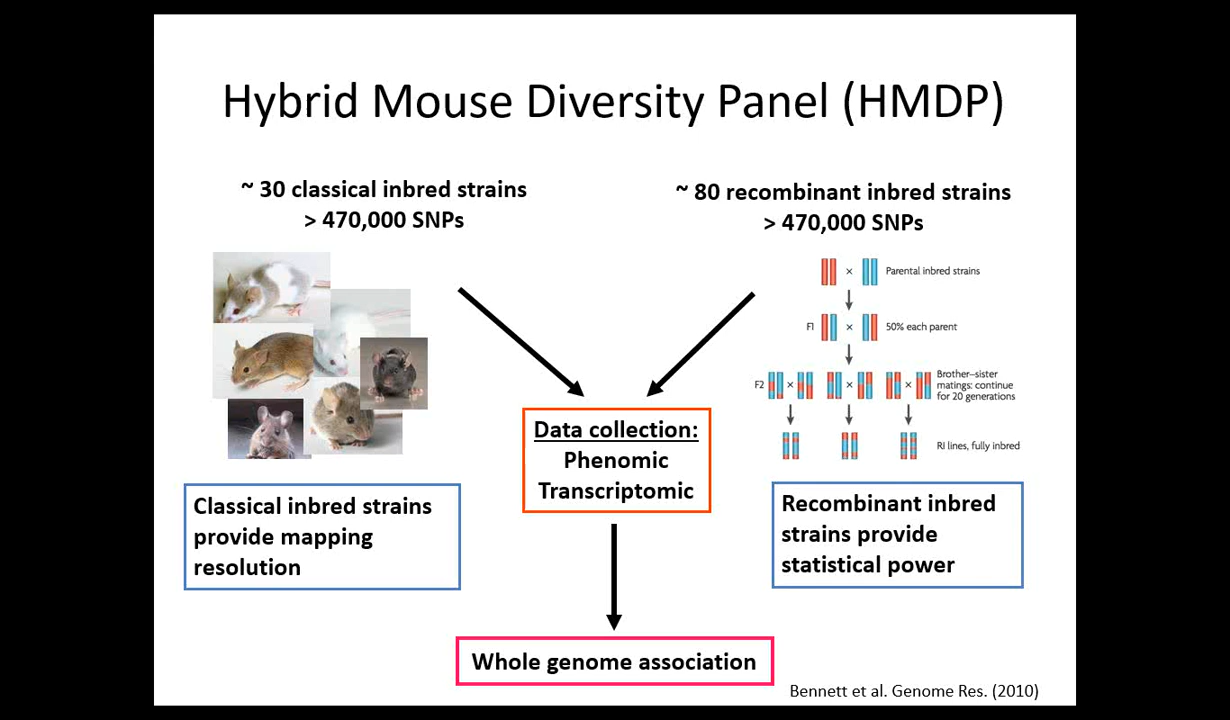 Hybrid Mouse Diversity Panel (HMDP)
~ 30 classical inbred strains
> 470,000 SNPs
~ 80 recombinant inbred strains
> 470,000 SNPs
× Parental inbred strains
F1 × 50% each parent
F2 × × × Brother–sister
matings: continue
for 20 generations
RI lines, fully inbred
Data collection:
Phenomic
Transcriptomic
Classical inbred strains
provide mapping
resolution
Recombinant inbred
strains provide
statistical power
Whole genome association
Bennett et al. Genome Res. (2010)